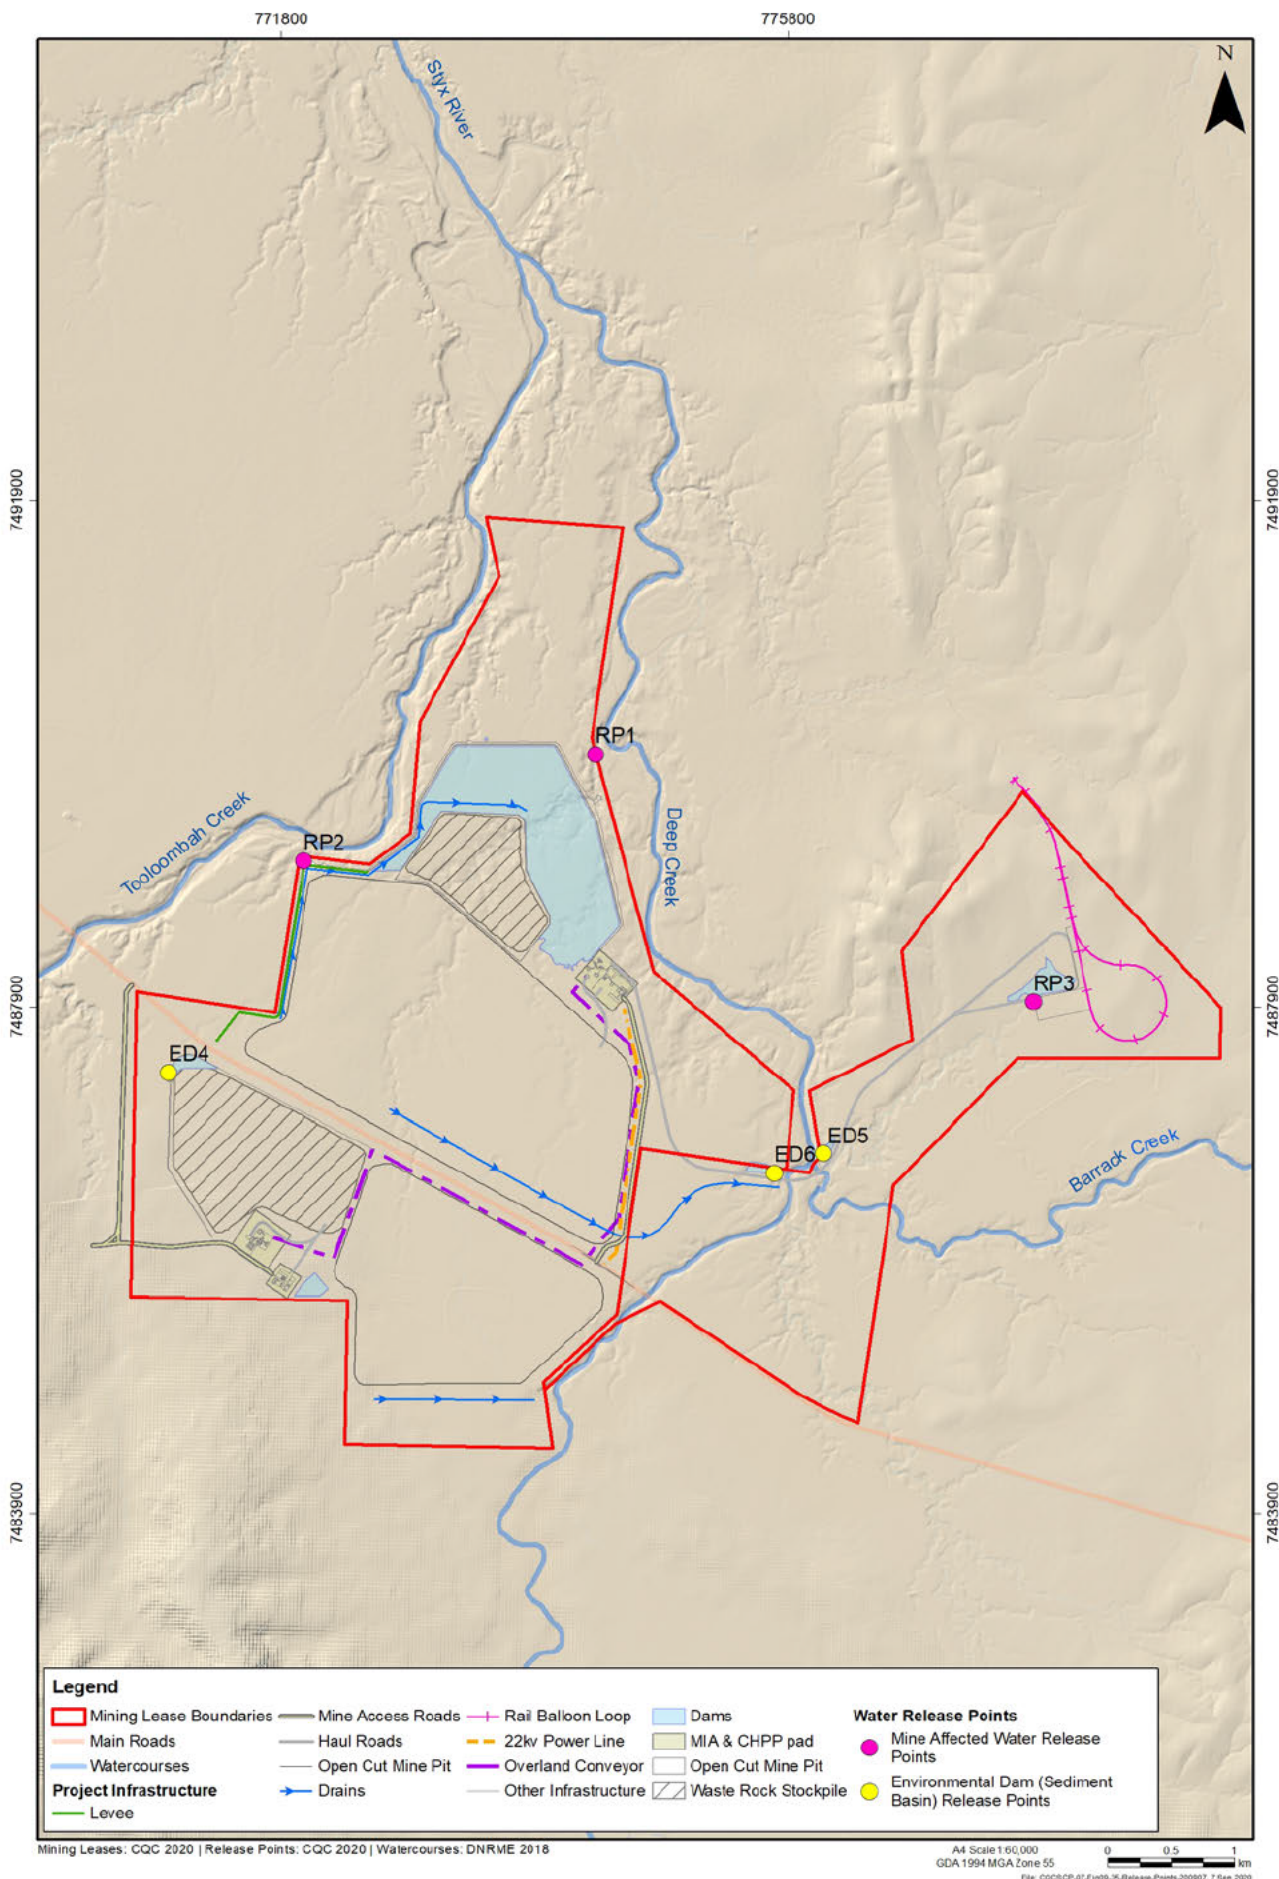 771800
775800
N
Styx River
7491900
7491900
RP1
Tooloombah Creek
RP2
Deep Creek
RP3
7487900
7487900
ED4
ED5
ED6
Barrack Creek
7483900
7483900
Legend
Mining Lease Boundaries
Main Roads
Watercourses
Project Infrastructure
Levee
Mine Access Roads
Haul Roads
Open Cut Mine Pit
Drains
Rail Balloon Loop
22kv Power Line
Overland Conveyor
Other Infrastructure
Dams
MIA & CHPP pad
Open Cut Mine Pit
Waste Rock Stockpile
Water Release Points
Mine Affected Water Release
Points
Environmental Dam (Sediment
Basin) Release Points
Mining Leases: CQC 2020 | Release Points: CQC 2020 | Watercourses: DNRME 2018
A4 Scale 1:60,000
GDA 1994 MGA Zone 55
0 0.5 1
km